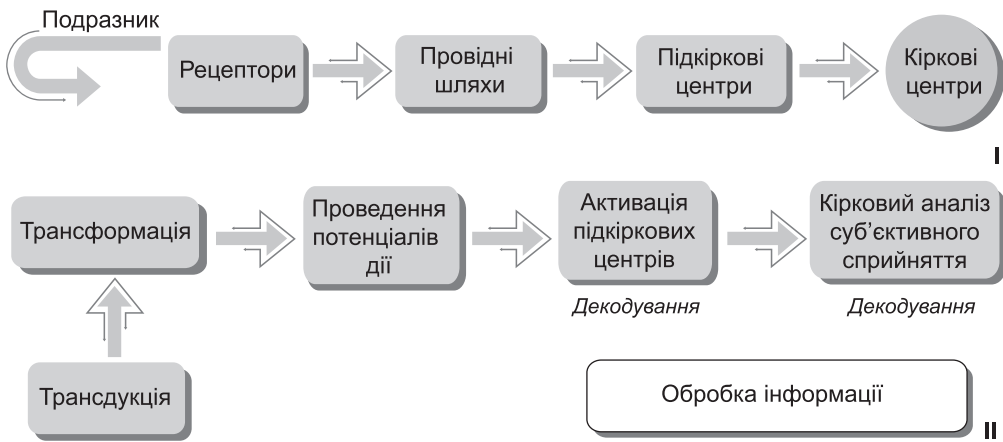 Подразник
Рецептори
Провідні
шляхи
Підкіркові
центри
Кіркові
центри
I
Трансформація
Проведення
потенціалів
дії
Активація
підкіркових
центрів
Декодування
Кірковий аналіз
суб’єктивного
сприйняття
Декодування
Трансдукція
Обробка інформації
II